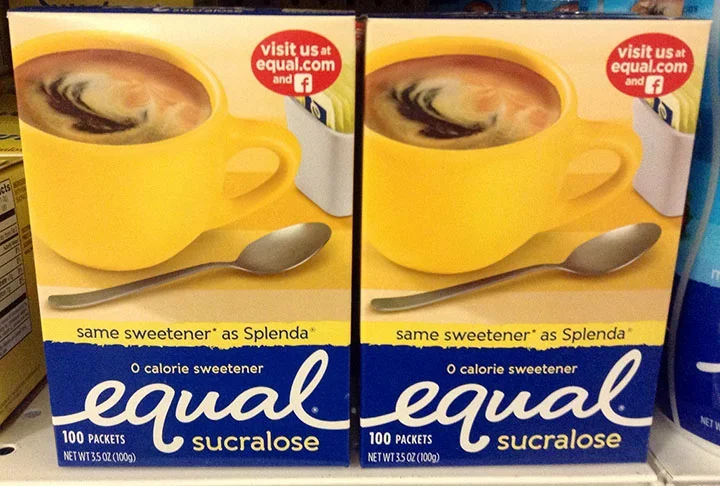 visit us at
equal.com
and f
same sweetener* as Splenda®
0 calorie sweetener
equal®
100 PACKETS
sucralose
NET WT 3.5 OZ (100g)
visit us at
equal.com
and f
same sweetener* as Splenda®
0 calorie sweetener
equal®
100 PACKETS
sucralose
NET WT 3.5 OZ (100g)